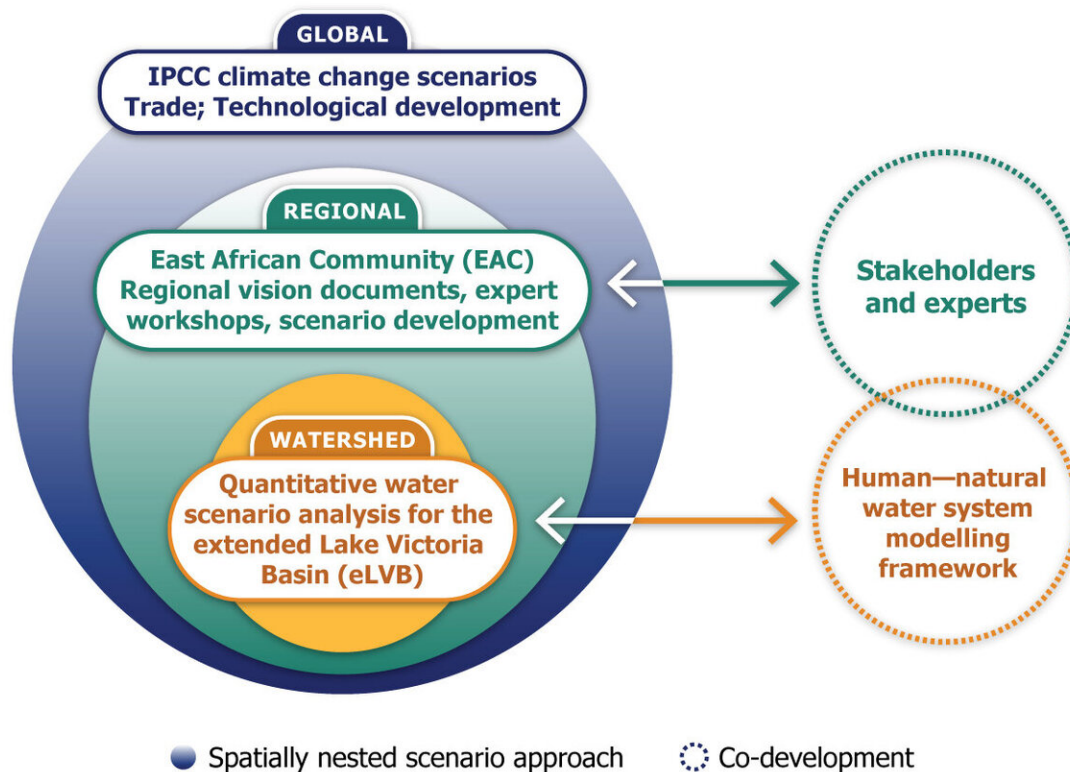 GLOBAL
IPCC climate change scenarios
Trade; Technological development
REGIONAL
East African Community (EAC)
Regional vision documents, expert
workshops, scenario development
Stakeholders
and experts
WATERSHED
Quantitative water
scenario analysis for the
extended Lake Victoria
Basin (eLVB)
Human—natural
water system
modelling
framework
Spatially nested scenario approach
Co-development